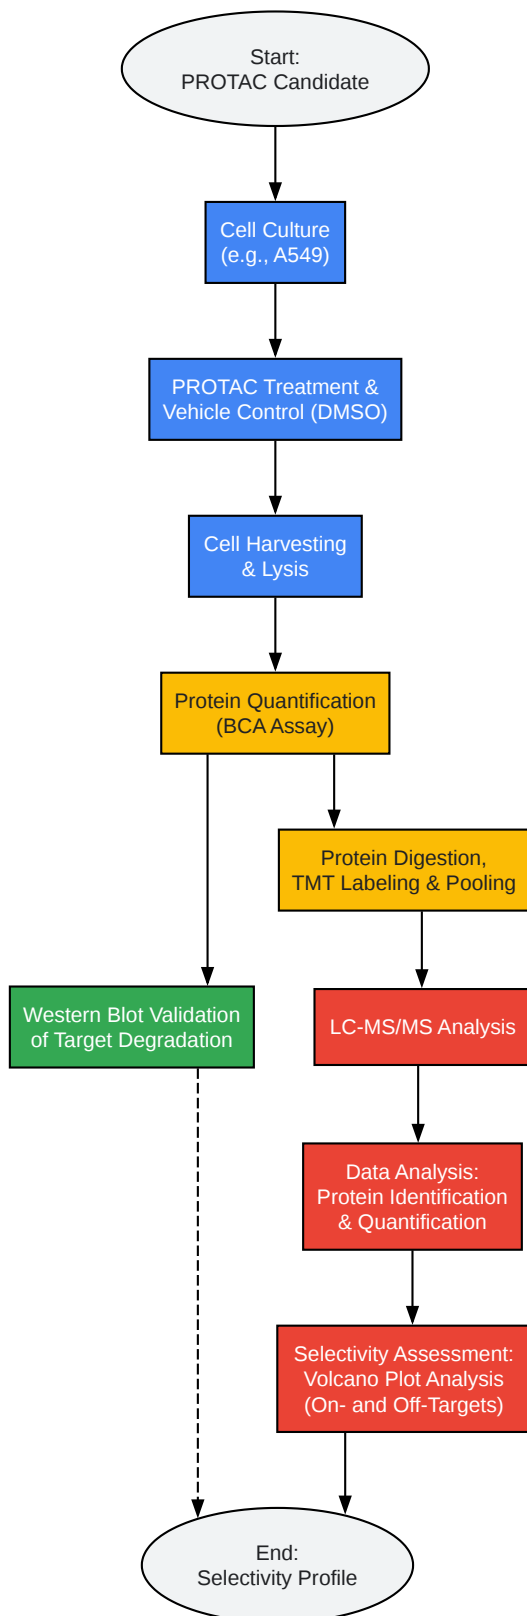 Start:
PROTAC Candidate
Cell Culture
(e.g., A549)
PROTAC Treatment &
Vehicle Control (DMSO)
Cell Harvesting
& Lysis
Protein Quantification
(BCA Assay)
Protein Digestion,
TMT Labeling & Pooling
Western Blot Validation
of Target Degradation
LC-MS/MS Analysis
Data Analysis:
Protein Identification
& Quantification
Selectivity Assessment:
Volcano Plot Analysis
(On- and Off-Targets)
End:
Selectivity Profile